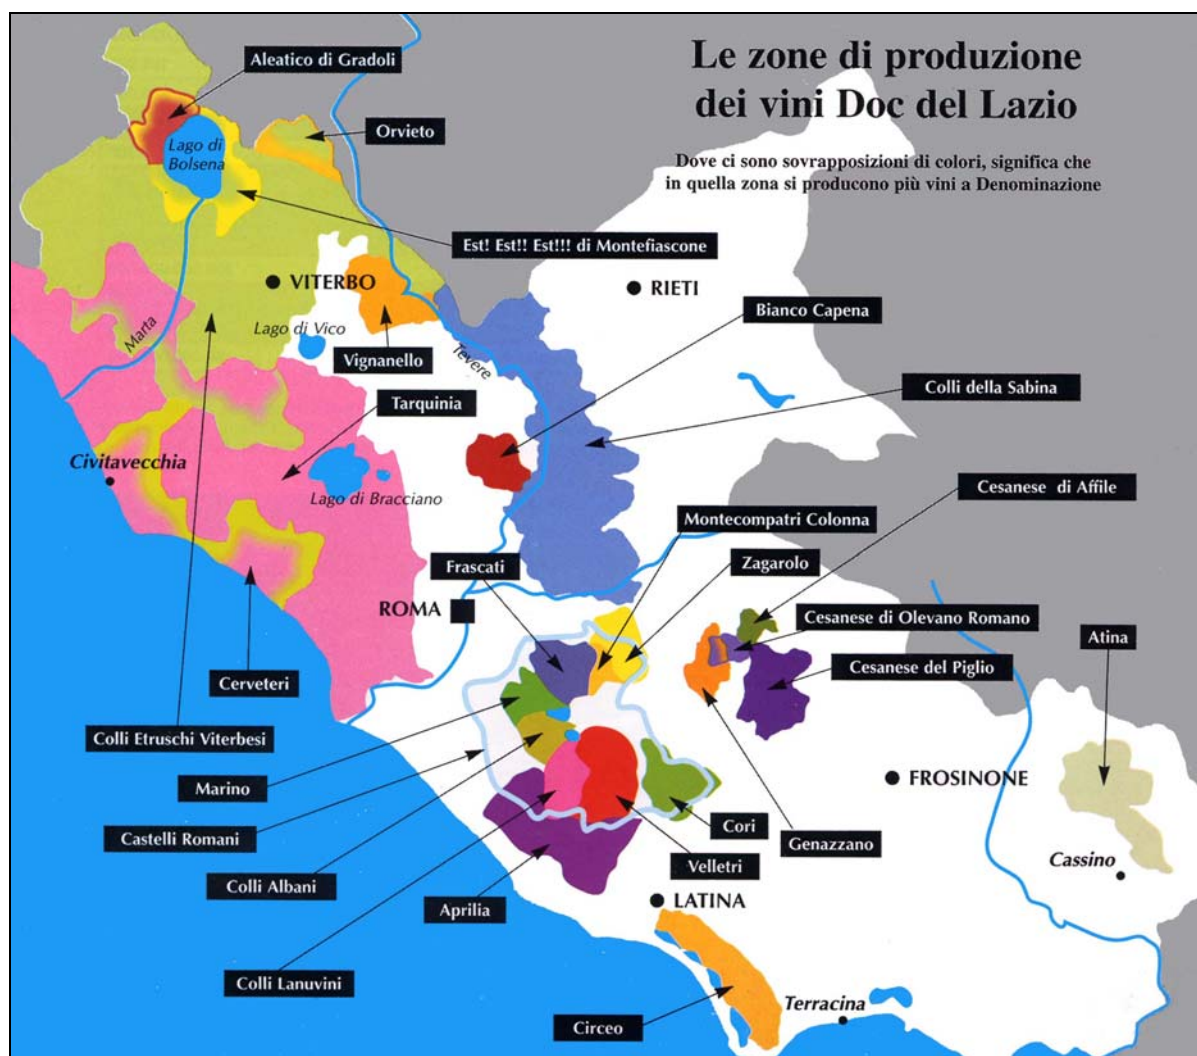 Le zone di produzione
dei vini Doc del Lazio
Dove ci sono sovrapposizioni di colori, significa che
in quella zona si producono più vini a Denominazione
Aleatico di Gradoli
Orvieto
Lago di
Bolsena
Est! Est!! Est!!! di Montefiascone
VITERBO
RIETI
Bianco Capena
Marta
Lago di Vico
Vignanello
Tevere
Colli della Sabina
Tarquinia
Civitavecchia
Lago di Bracciano
Cesanese di Affile
Montecompatri Colonna
Frascati
Zagarolo
ROMA
Cesanese di Olevano Romano
Atina
Cesanese del Piglio
Cerveteri
Colli Etruschi Viterbesi
Marino
FROSINONE
Castelli Romani
Cori
Genazzano
Velletri
Cassino
Colli Albani
Aprilia
LATINA
Colli Lanuvini
Terracina
Circeo